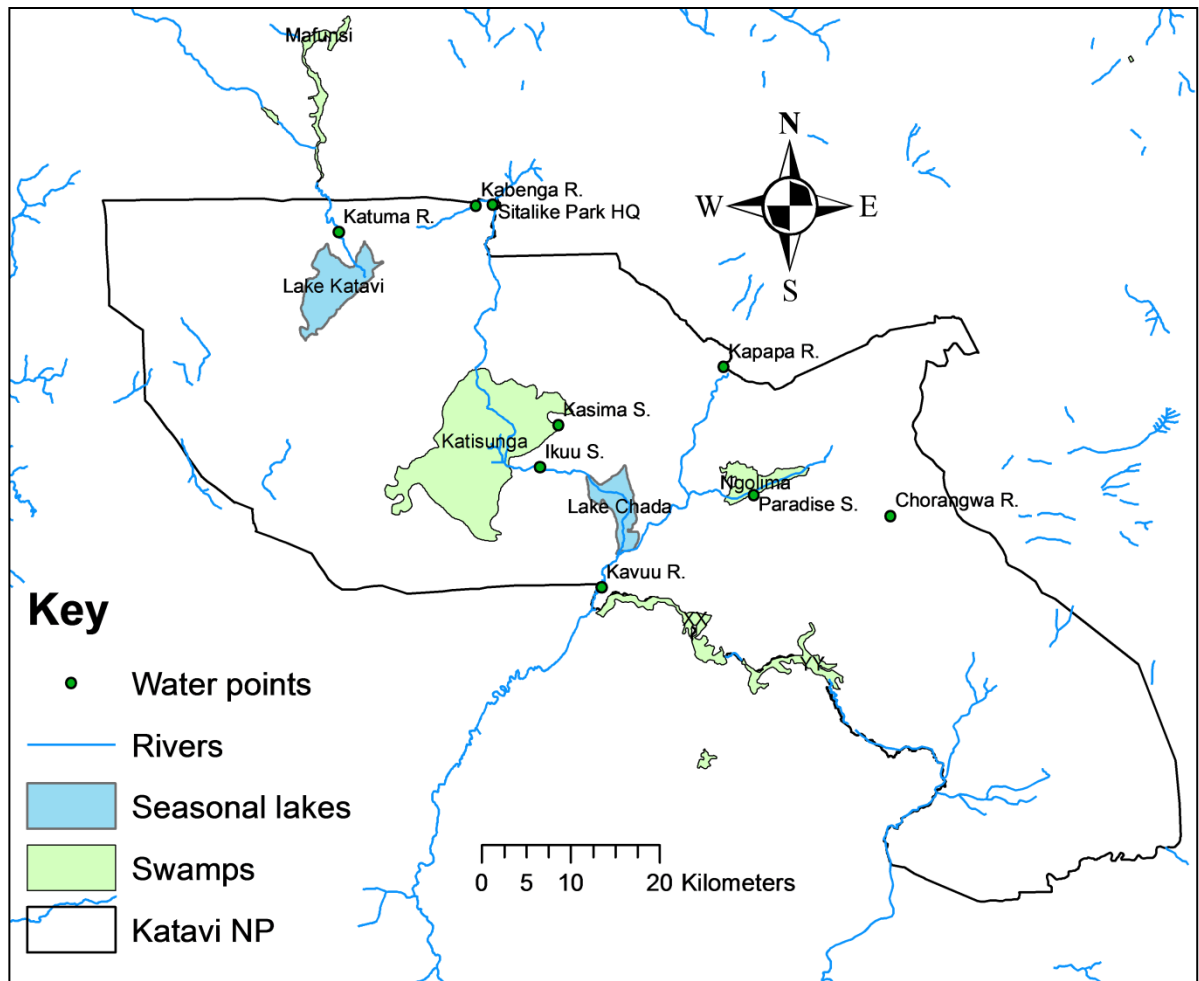 Mafunsi
N
W
E
S
Kabenga R.
Sitalike Park HQ
Katuma R.
Lake Katavi
Kapapa R.
Kasima S.
Katisunga
Ikuu S.
Ngolima
Lake Chada
Paradise S.
Chorangwa R.
Kavuu R.
Key
Water points
Rivers
Seasonal lakes
Swamps
Katavi NP
0 5 10 20 Kilometers